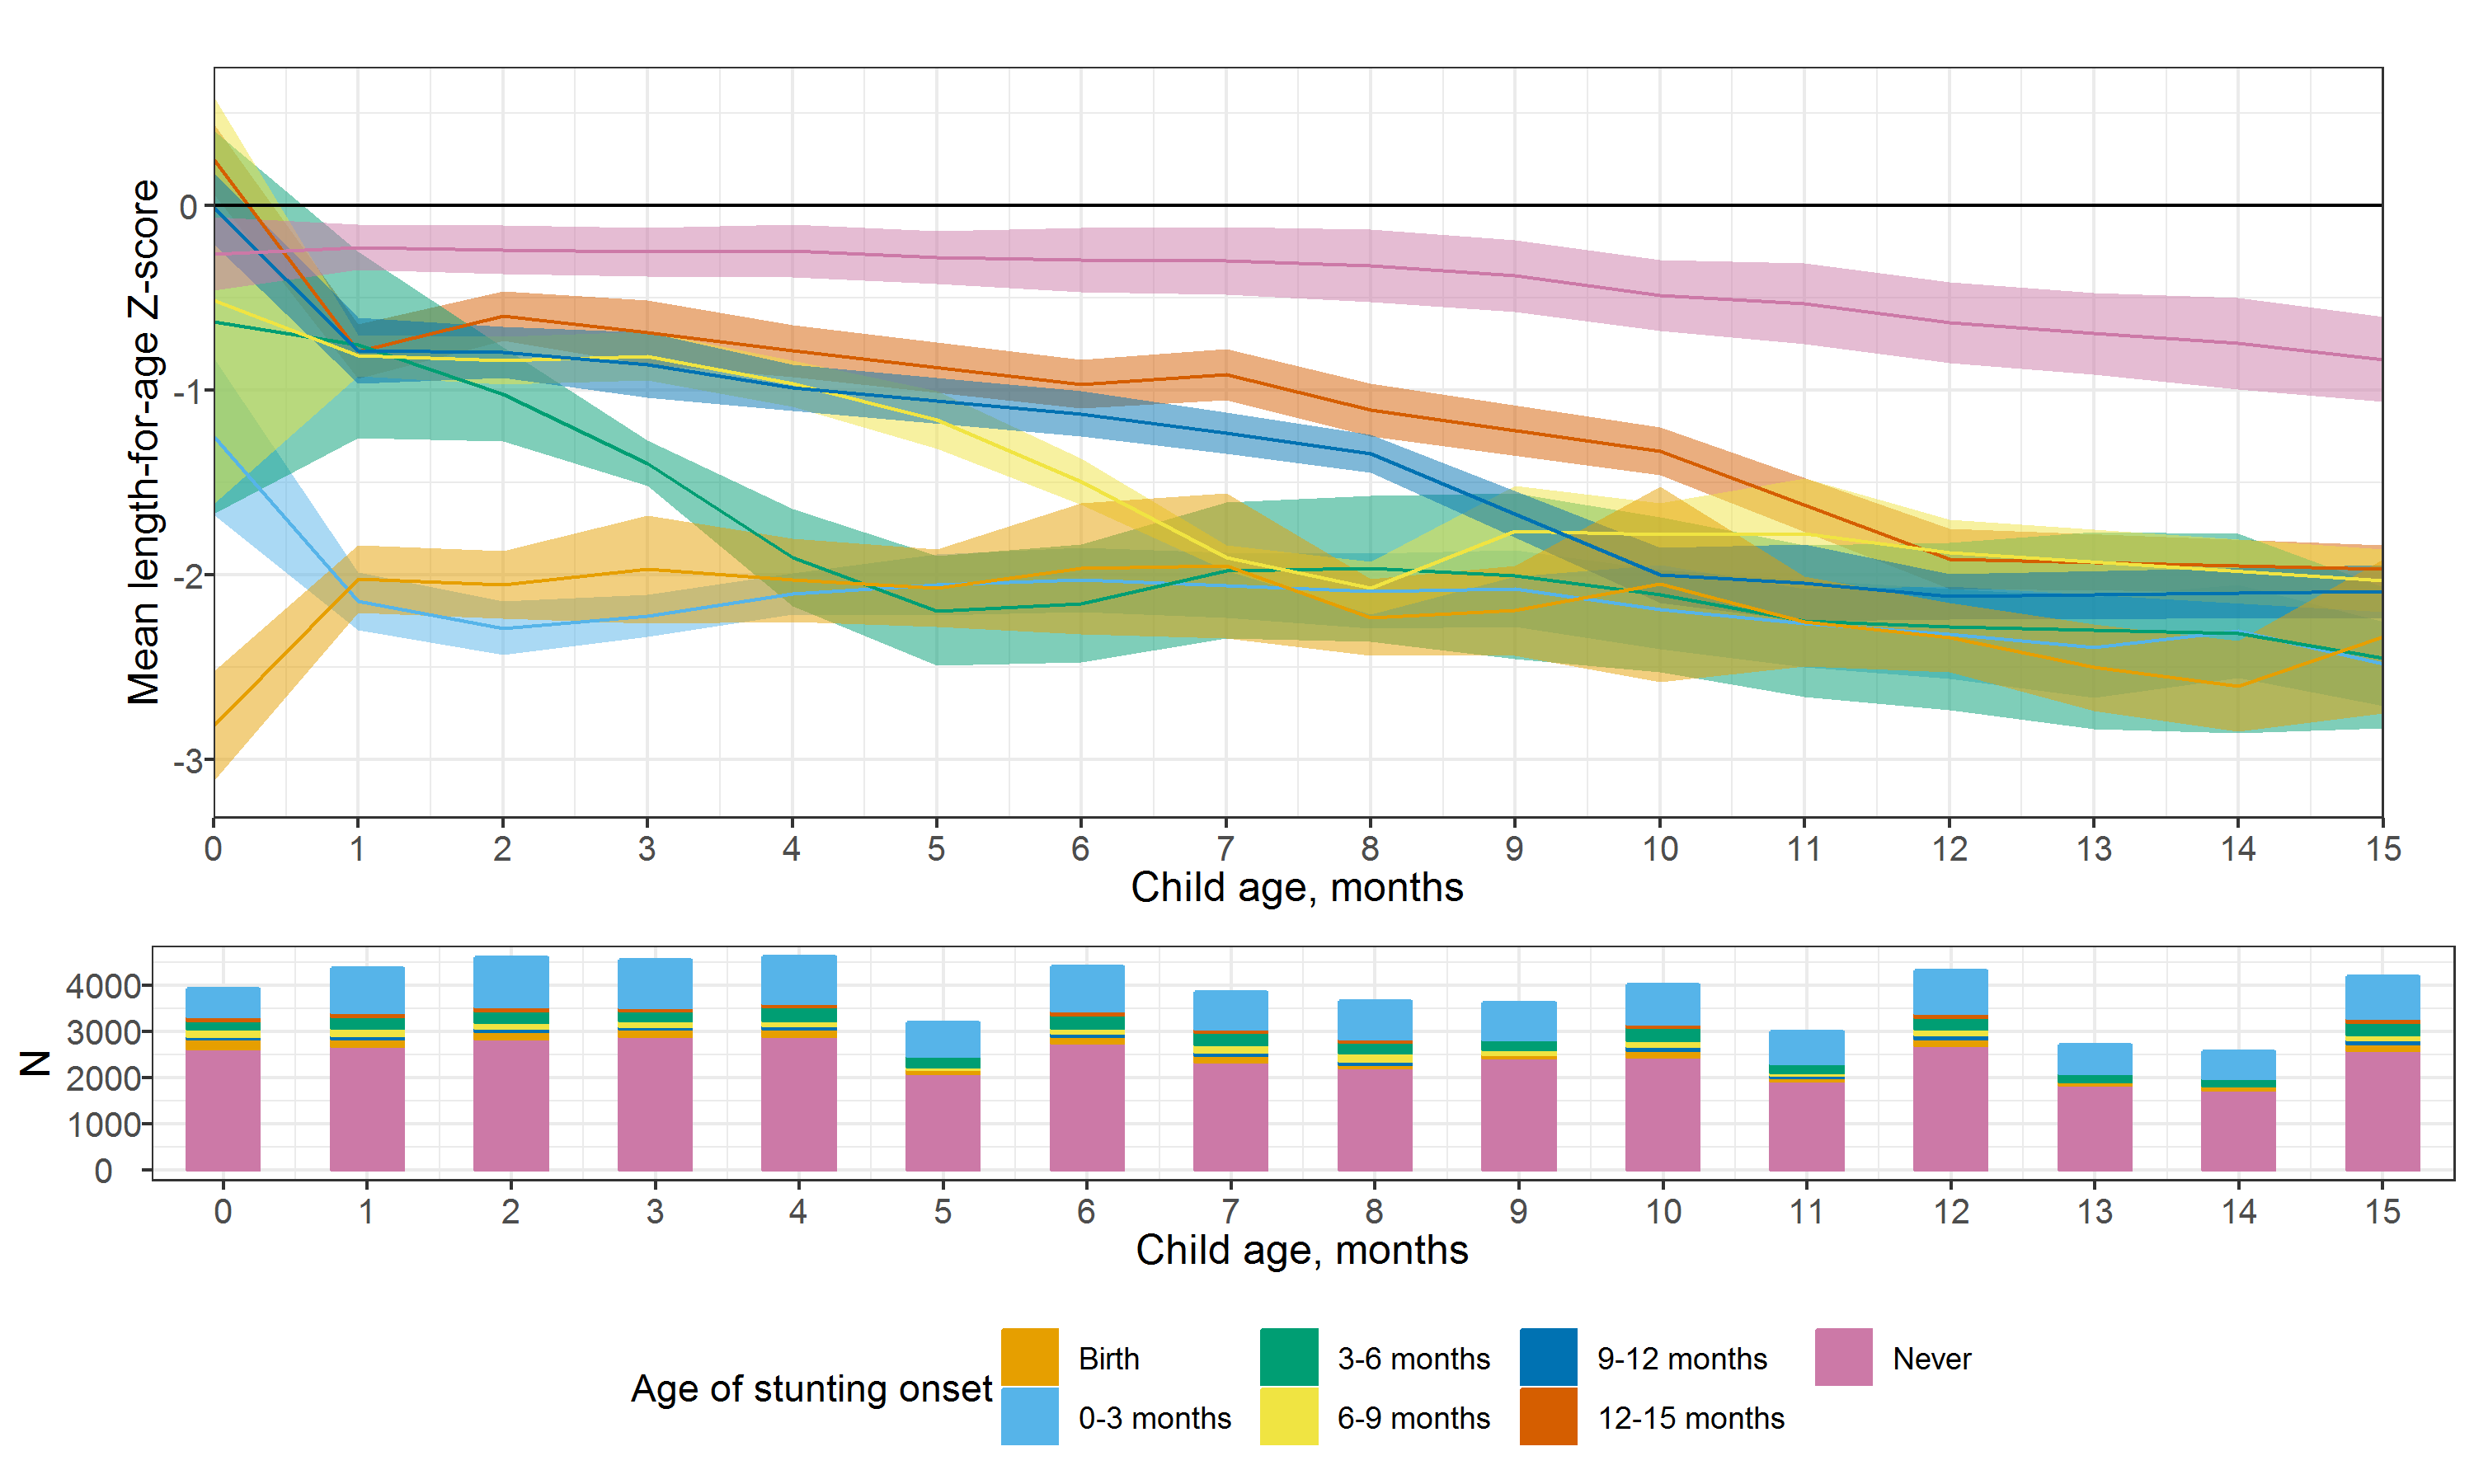 Mean length-for-age Z-score
0
-1
-2
-3
0 1 2 3 4 5 6 7 8 9 10 11 12 13 14 15
Child age, months
N
4000
3000
2000
1000
0
0 1 2 3 4 5 6 7 8 9 10 11 12 13 14 15
Child age, months
Age of stunting onset
Birth 3-6 months 9-12 months Never
0-3 months 6-9 months 12-15 months